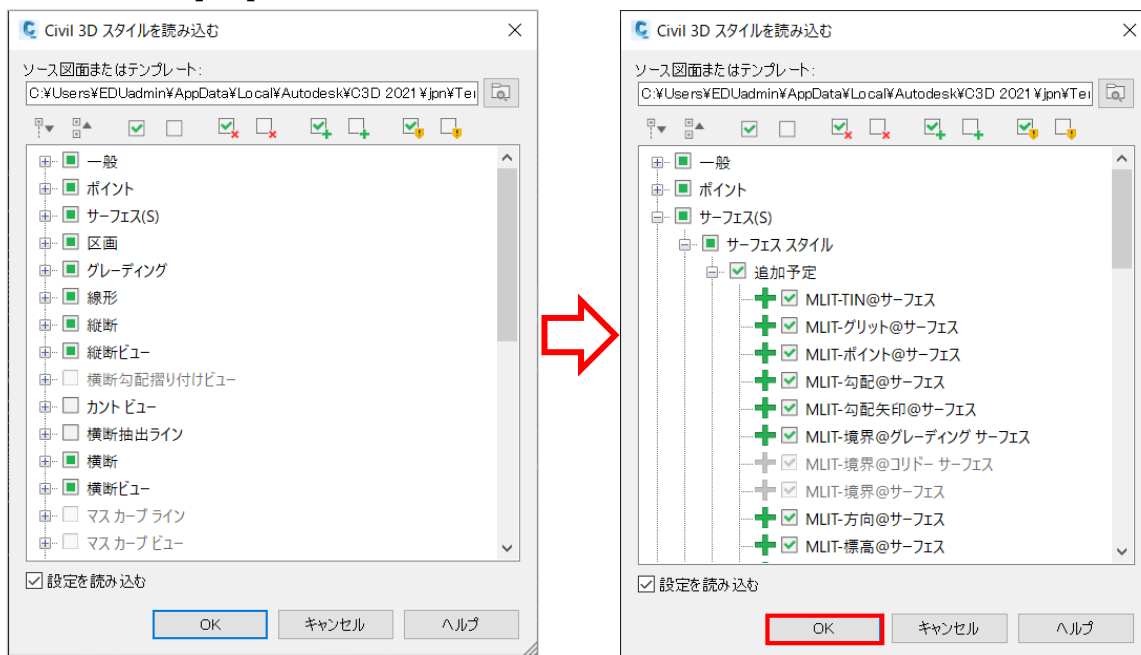 Civil 3D スタイルを読み込む
ソース図面またはテンプレート:
C:¥Users¥EDUadmin¥AppData¥Local¥Autodesk¥C3D 2021¥jpn¥Te
一般
ポイント
サーフェス(S)
区画
グレーディング
線形
縦断
縦断ビュー
横断勾配摺り付けビュー
カント ビュー
横断抽出ライン
横断
横断ビュー
マス カーブ ライン
マス カーブ ビュー
設定を読み込む
OK
キャンセル
ヘルプ
Civil 3D スタイルを読み込む
ソース図面またはテンプレート:
C:¥Users¥EDUadmin¥AppData¥Local¥Autodesk¥C3D 2021¥jpn¥Te
一般
ポイント
サーフェス(S)
サーフェス スタイル
追加予定
MLIT-TIN@サーフェス
MLIT-グリット@サーフェス
MLIT-ポイント@サーフェス
MLIT-勾配@サーフェス
MLIT-勾配矢印@サーフェス
MLIT-境界@グレーディング サーフェス
MLIT-境界@コリドー サーフェス
MLIT-境界@サーフェス
MLIT-方向@サーフェス
MLIT-標高@サーフェス
設定を読み込む
OK
キャンセル
ヘルプ